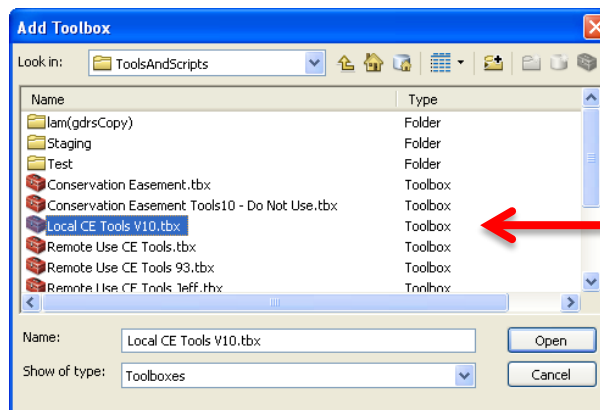 Add Toolbox
Look in: ToolsAndScripts
Name Type
lam(gdrsCopy) Folder
Staging Folder
Test Folder
Conservation Easement.tbx Toolbox
Conservation Easement Tools10 - Do Not Use.tbx Toolbox
Local CE Tools V10.tbx Toolbox
Remote Use CE Tools.tbx Toolbox
Remote Use CE Tools 93.tbx Toolbox
Remote Use CE Tools Jeff.tbx Toolbox
Name: Local CE Tools V10.tbx Open
Show of type: Toolboxes Cancel